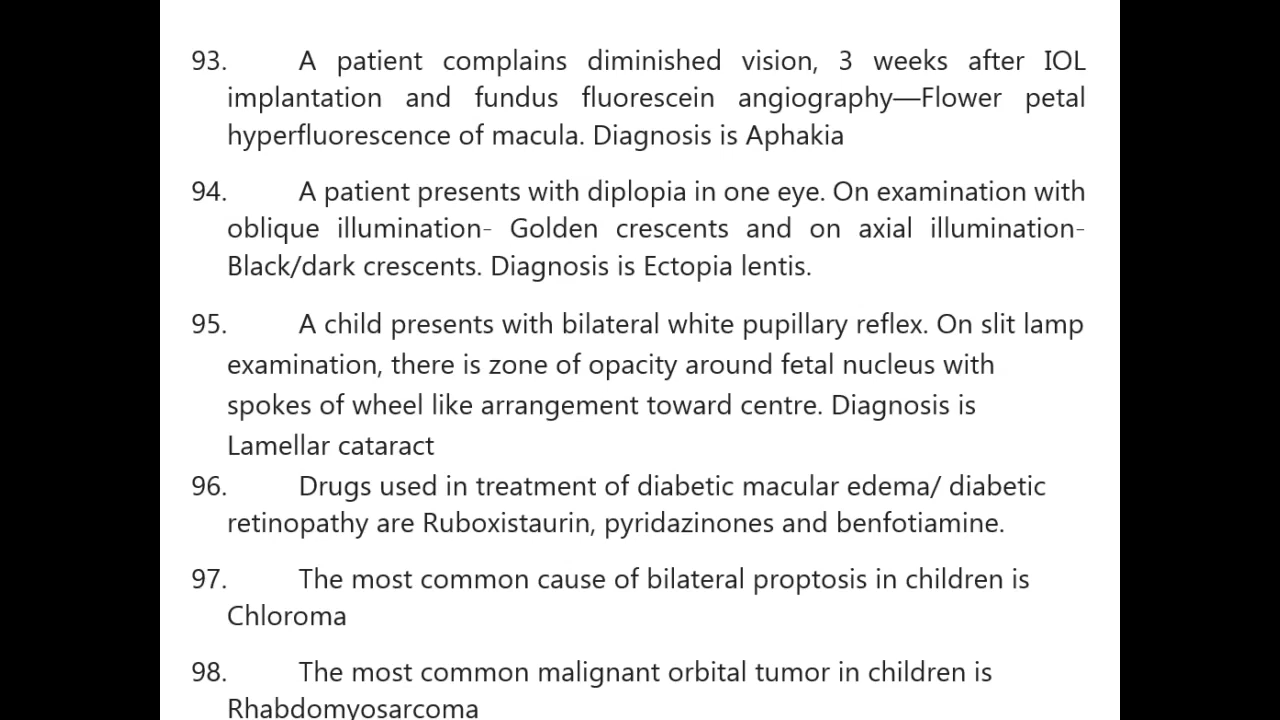 93. A patient complains diminished vision, 3 weeks after IOL
implantation and fundus fluorescein angiography—Flower petal
hyperfluorescence of macula. Diagnosis is Aphakia
94. A patient presents with diplopia in one eye. On examination with
oblique illumination- Golden crescents and on axial illumination-
Black/dark crescents. Diagnosis is Ectopia lentis.
95. A child presents with bilateral white pupillary reflex. On slit lamp
examination, there is zone of opacity around fetal nucleus with
spokes of wheel like arrangement toward centre. Diagnosis is
Lamellar cataract
96. Drugs used in treatment of diabetic macular edema/ diabetic
retinopathy are Ruboxistaurin, pyridazinones and benfotiamine.
97. The most common cause of bilateral proptosis in children is
Chloroma
98. The most common malignant orbital tumor in children is
Rhabdomyosarcoma